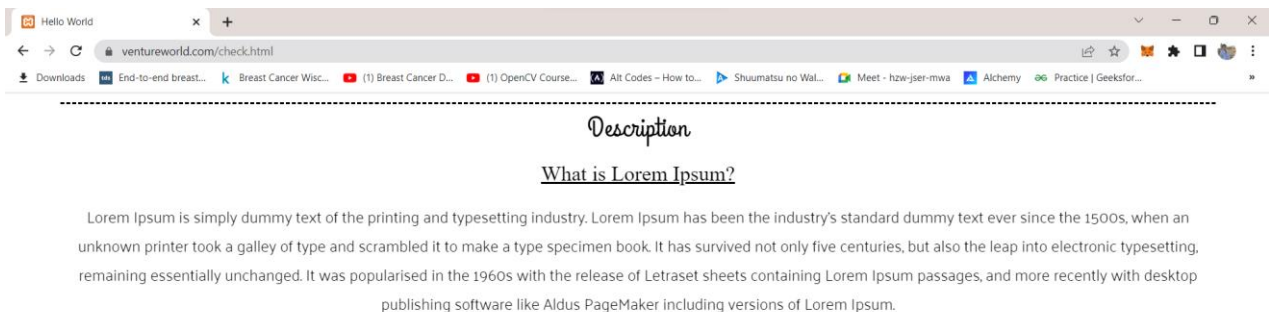 Hello World
ventureworld.com/check.html
Downloads End-to-end breast... Breast Cancer Wisc... (1) Breast Cancer D... (1) OpenCV Course... Alt Codes – How to... Shuumatsu no Wal... Meet - hzw-jser-mwa Alchemy Practice | Geeksfor...
Description
What is Lorem Ipsum?
Lorem Ipsum is simply dummy text of the printing and typesetting industry. Lorem Ipsum has been the industry's standard dummy text ever since the 1500s, when an
unknown printer took a galley of type and scrambled it to make a type specimen book. It has survived not only five centuries, but also the leap into electronic typesetting,
remaining essentially unchanged. It was popularised in the 1960s with the release of Letraset sheets containing Lorem Ipsum passages, and more recently with desktop
publishing software like Aldus PageMaker including versions of Lorem Ipsum.